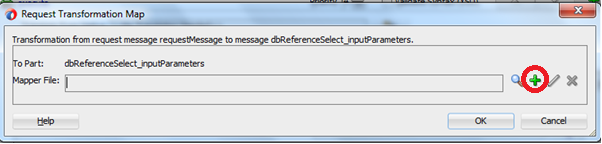 Request Transformation Map
Transformation from request message requestMessage to message dbReferenceSelect_inputParameters.
To Part: dbReferenceSelect_inputParameters
Mapper File:
Help OK Cancel